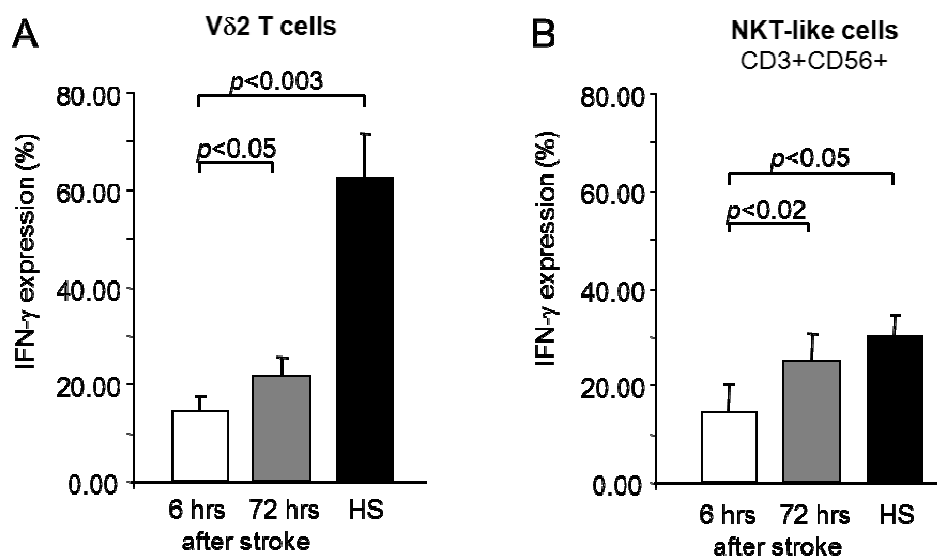 A
Vδ2 T cells
IFN-γ expression (%)
80.00
60.00
40.00
20.00
0.00
p<0.003
p<0.05
6 hrs 72 hrs HS
after stroke
B
NKT-like cells
CD3+CD56+
IFN-γ expression (%)
80.00
60.00
40.00
20.00
0.00
p<0.05
p<0.02
6 hrs 72 hrs HS
after stroke